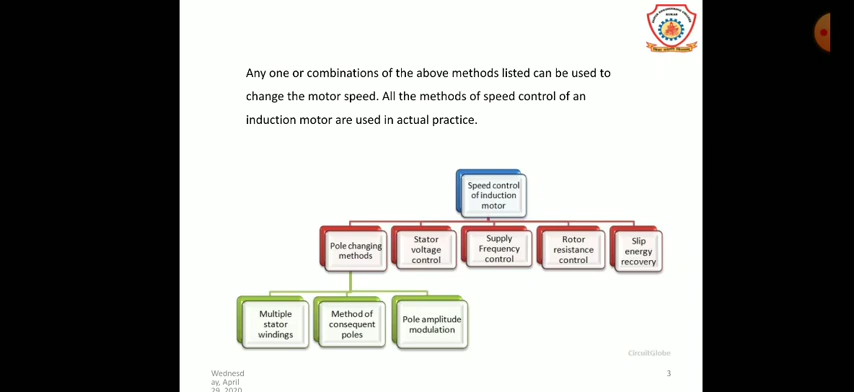 Any one or combinations of the above methods listed can be used to
change the motor speed. All the methods of speed control of an
induction motor are used in actual practice.
Speed control
of induction
motor
Pole changing
methods
Stator
voltage
control
Supply
Frequency
control
Rotor
resistance
control
Slip
energy
recovery
Multiple
stator
windings
Method of
consequent
poles
Pole amplitude
modulation
CircuitGlobe
Wednesd
ay, April
29, 2020
3